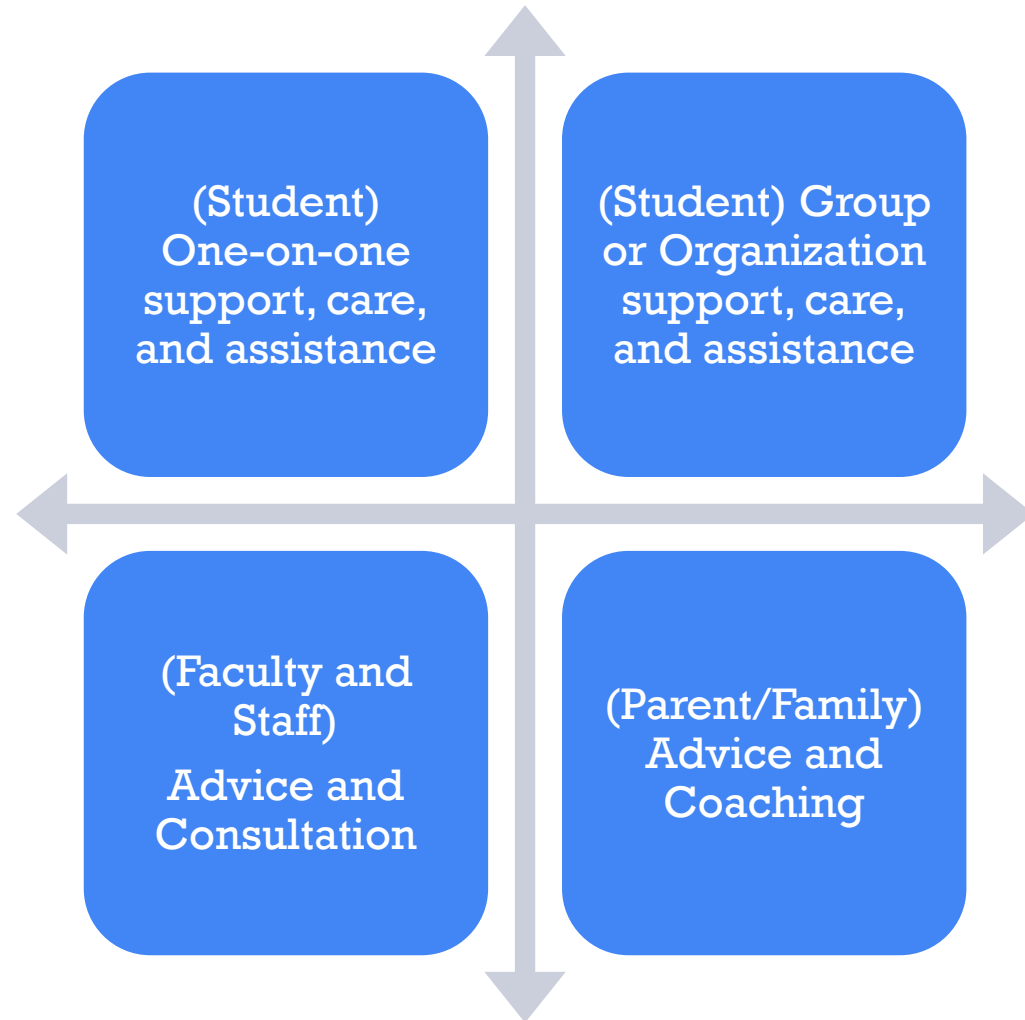 (Student)
One-on-one
support, care,
and assistance
(Student) Group
or Organization
support, care,
and assistance
(Faculty and
Staff)
Advice and
Consultation
(Parent/Family)
Advice and
Coaching